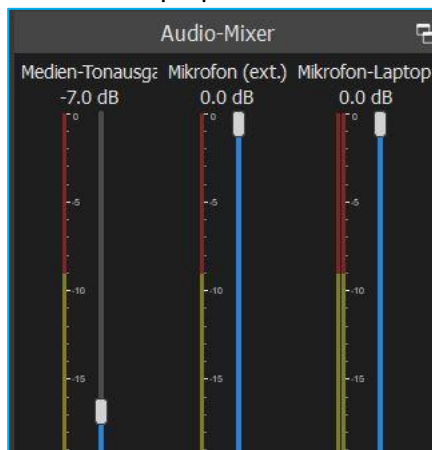 Audio-Mixer
Medien-Tonausga Mikrofon (ext.) Mikrofon-Laptop
-7.0 dB 0.0 dB 0.0 dB
0 0 0
-5 -5 -5
-10 -10 -10
-15 -15 -15